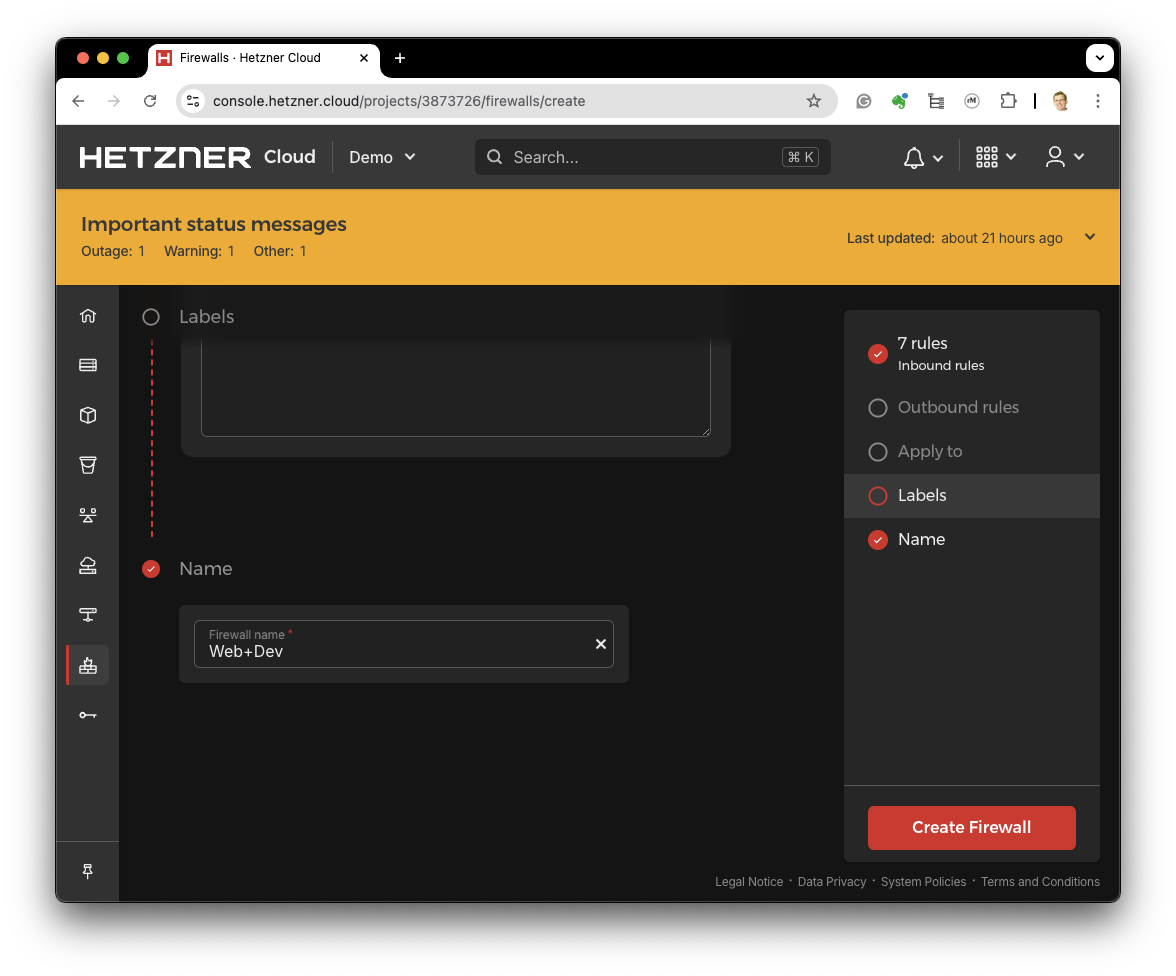 Firewalls · Hetzner Cloud
console.hetzner.cloud/projects/3873726/firewalls/create
HETZNER Cloud
Demo
Search...
⌘ K
Important status messages
Outage: 1 Warning: 1 Other: 1
Last updated: about 21 hours ago
Labels
Name
Firewall name *
Web+Dev
7 rules
Inbound rules
Outbound rules
Apply to
Labels
Name
Create Firewall
Legal Notice · Data Privacy · System Policies · Terms and Conditions